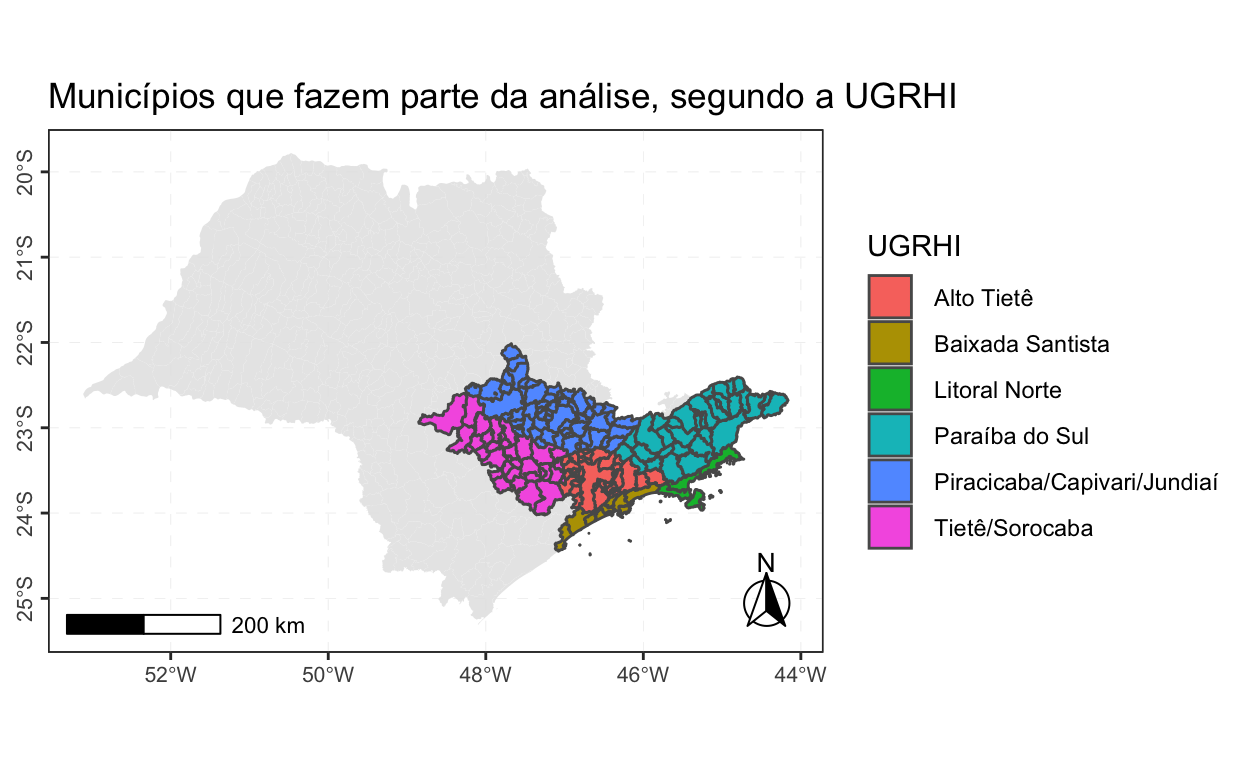 Municípios que fazem parte da análise, segundo a UGRHI
20°S
21°S
22°S
23°S
24°S
25°S
52°W
50°W
48°W
46°W
44°W
200 km
N
UGRHI
Alto Tietê
Baixada Santista
Litoral Norte
Paraíba do Sul
Piracicaba/Capivari/Jundiaí
Tietê/Sorocaba